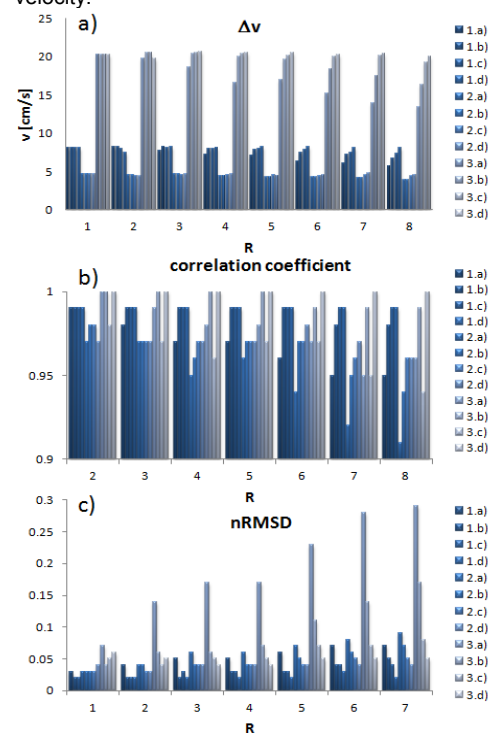 velocity.
a)
Δv
25
20
15
10
5
0
v [cm/s]
1 2 3 4 5 6 7 8
R
1.a)
1.b)
1.c)
1.d)
2.a)
2.b)
2.c)
2.d)
3.a)
3.b)
3.c)
3.d)
b)
correlation coefficient
1
0.95
0.9
2 3 4 5 6 7 8
R
1.a)
1.b)
1.c)
1.d)
2.a)
2.b)
2.c)
2.d)
3.a)
3.b)
3.c)
3.d)
c)
nRMSD
0.3
0.25
0.2
0.15
0.1
0.05
0
1 2 3 4 5 6 7
R
1.a)
1.b)
1.c)
1.d)
2.a)
2.b)
2.c)
2.d)
3.a)
3.b)
3.c)
3.d)